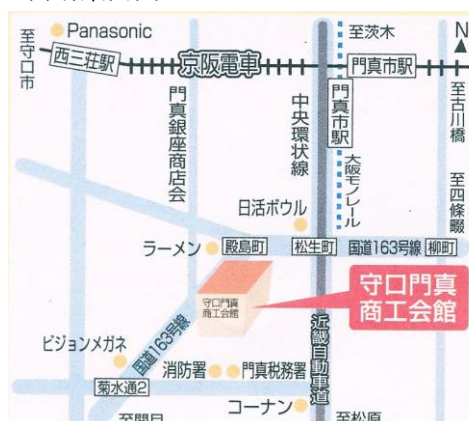 Panasonic
至茨木
N
至守口市
西三荘駅
京阪電車
門真市駅
門真銀座商店会
中央環状線
門真市駅
大阪モノレール
至古川橋
至四條畷
日活ボウル
ラーメン
殿島町
松生町
国道163号線
柳町
守口門真
商工会館
守口門真
商工会館
国道163号線
近畿自動車道
ビジョンメガネ
消防署
門真税務署
菊水通2
コーナン
至松原